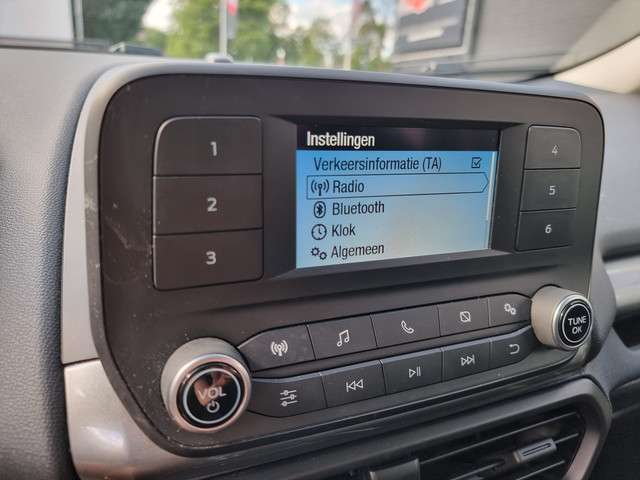 Instellingen
Verkeersinformatie (TA)
Radio
Bluetooth
Klok
Algemeen
1
2
3
4
5
6
VOL
TUNE
OK